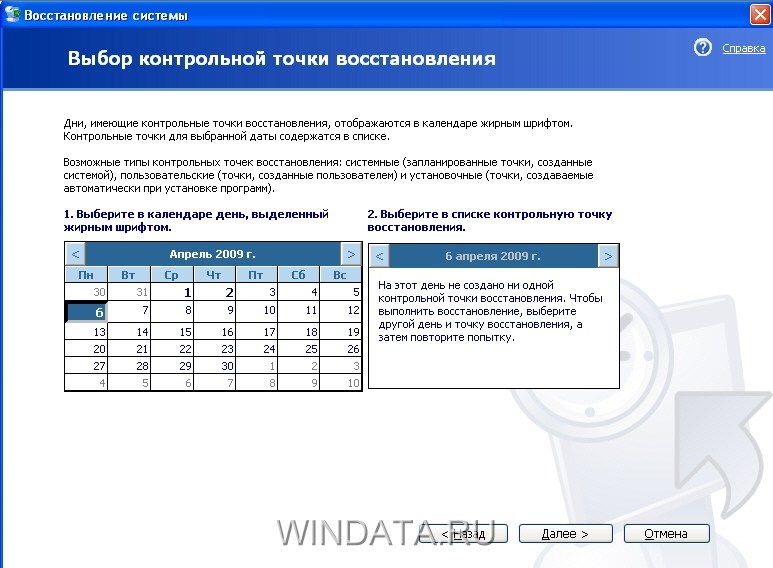 Восстановление системы
Выбор контрольной точки восстановления
? Справка
Дни, имеющие контрольные точки восстановления, отображаются в календаре жирным шрифтом.
Контрольные точки для выбранной даты содержатся в списке.
Возможные типы контрольных точек восстановления: системные (запланированные точки, созданные
системой), пользовательские (точки, созданные пользователем) и установочные (точки, создаваемые
автоматически при установке программ).
1. Выберите в календаре день, выделенный
жирным шрифтом.
2. Выберите в списке контрольную точку
восстановления.
< Апрель 2009 г. >
Пн Вт Ср Чт Пт Сб Вс
30 31 1 2 3 4 5
6 7 8 9 10 11 12
13 14 15 16 17 18 19
20 21 22 23 24 25 26
27 28 29 30 1 2 3
4 5 6 7 8 9 10
< 6 апреля 2009 г. >
На этот день не создано ни одной
контрольной точки восстановления. Чтобы
выполнить восстановление, выберите
другой день и точку восстановления, а
затем повторите попытку.
WINDATA.RU
< Назад Далее > Отмена